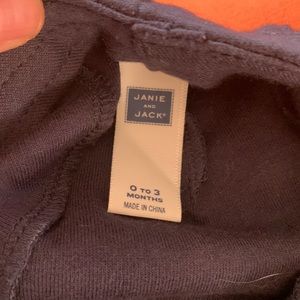 JANIE
AND
JACK®
0 TO 3
MONTHS
MADE IN CHINA